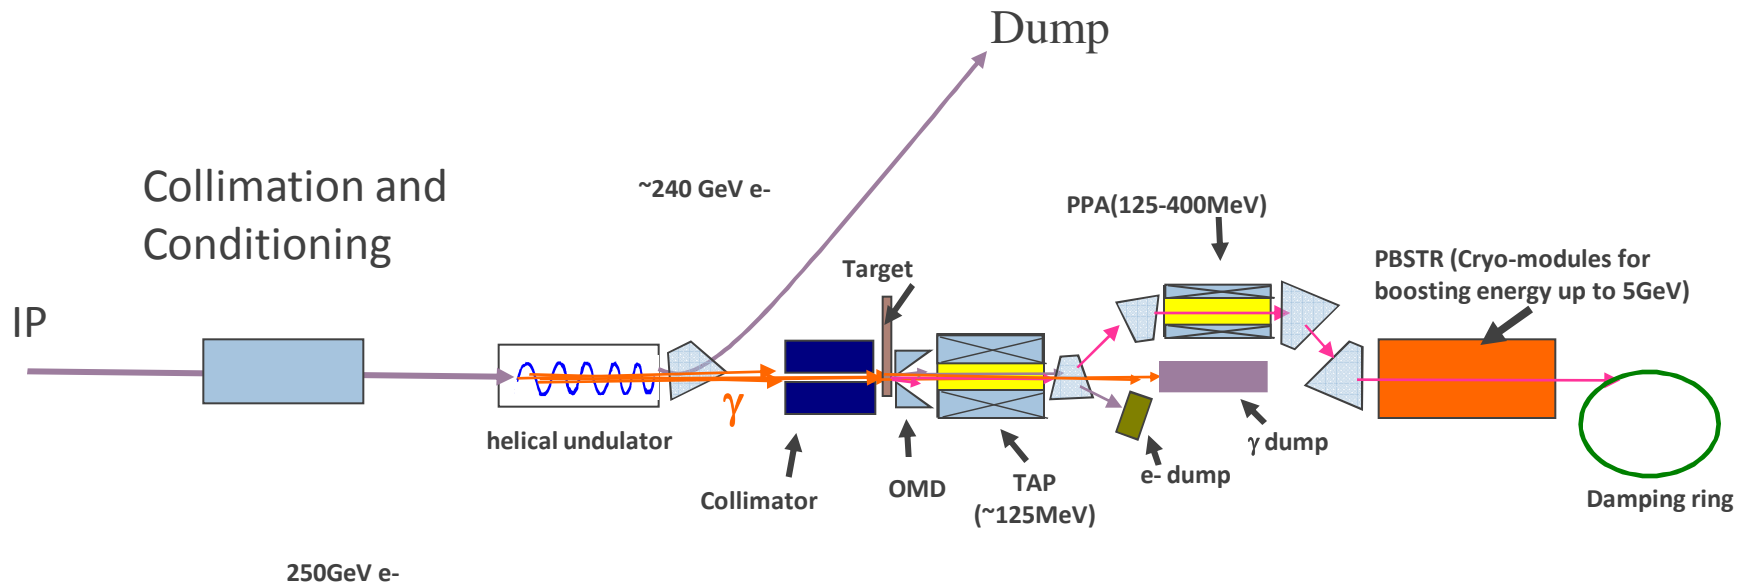 Dump
Collimation and
Conditioning
~240 GeV e-
PPA(125-400MeV)
Target
PBSTR (Cryo-modules for
boosting energy up to 5GeV)
IP
γ
helical undulator
Collimator
OMD
TAP
(~125MeV)
e- dump
γ dump
Damping ring
250GeV e-